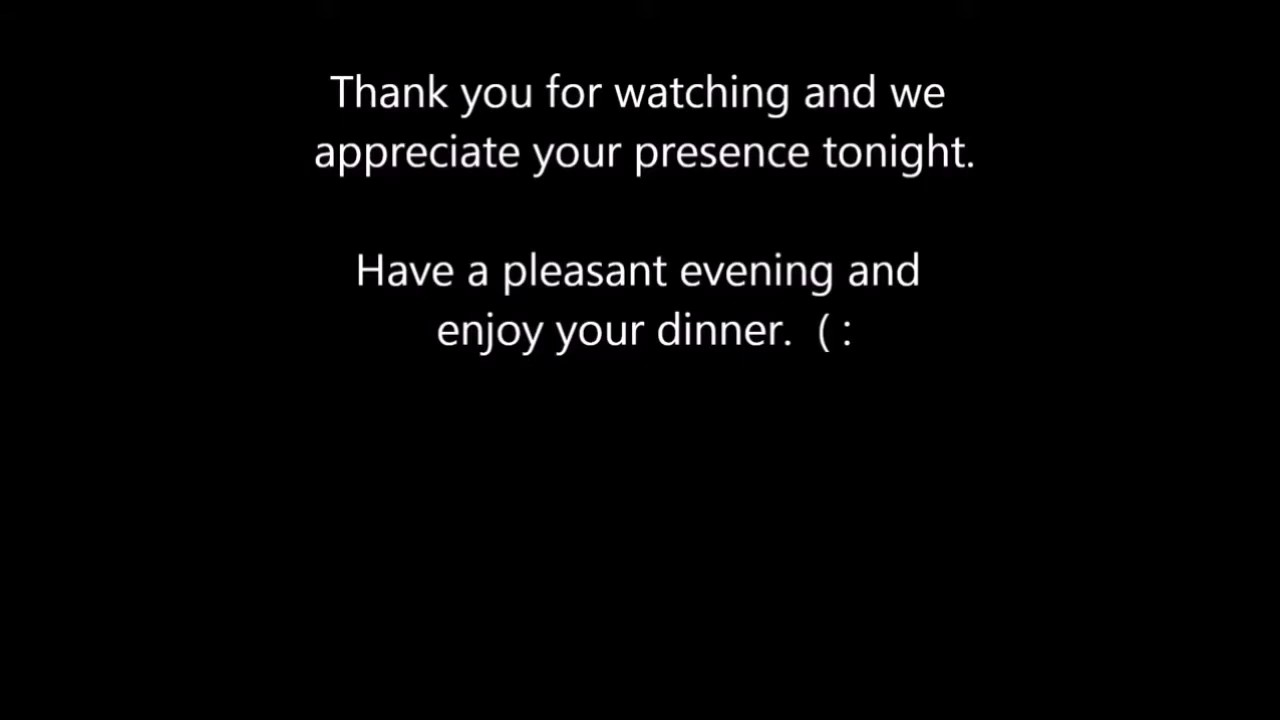 Thank you for watching and we
appreciate your presence tonight.
Have a pleasant evening and
enjoy your dinner.  ( :